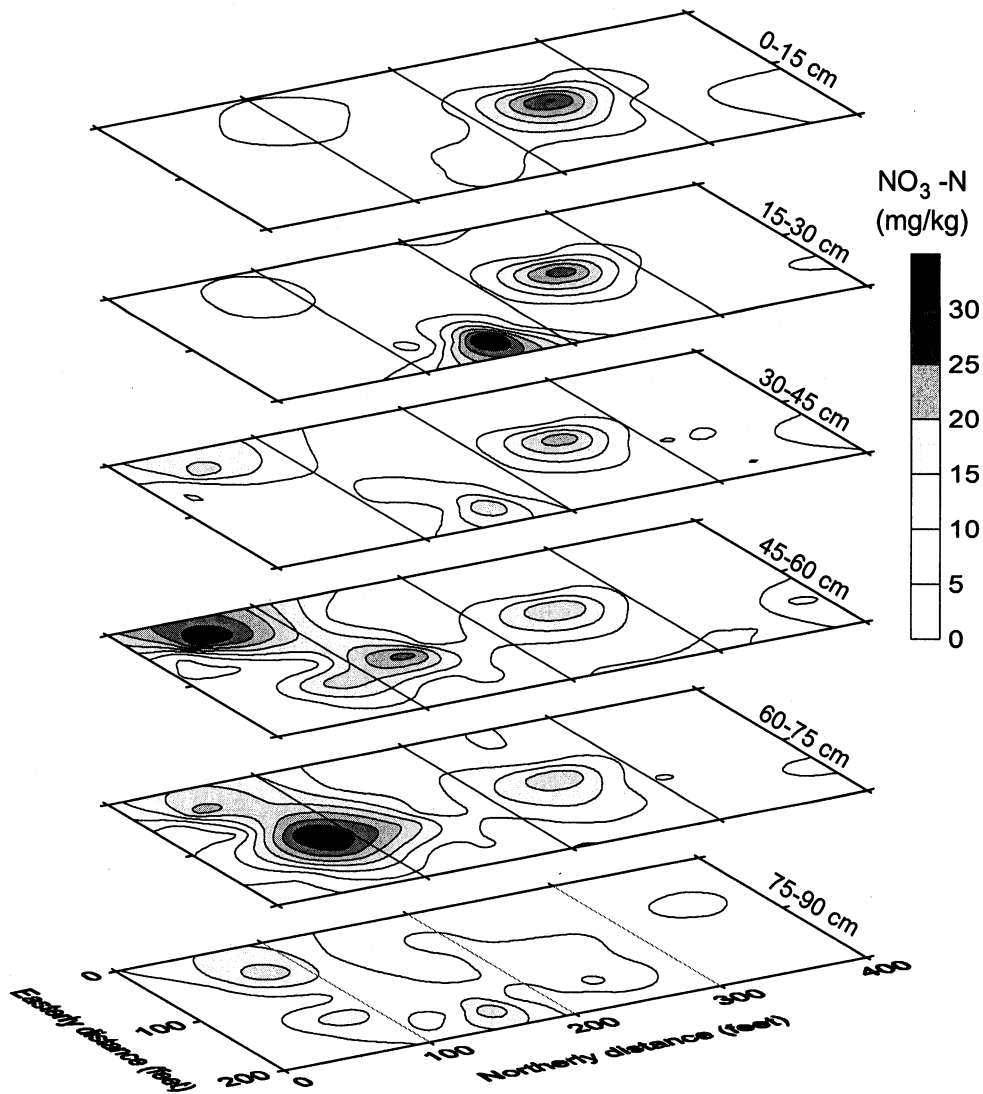 0-15 cm
NO3 -N
(mg/kg)
15-30 cm
30
25
30-45 cm
20
15
10
45-60 cm
5
0
60-75 cm
75-90 cm
0
100
200
Easterly distance (feet)
0
100
200
300
400
Northerly distance (feet)